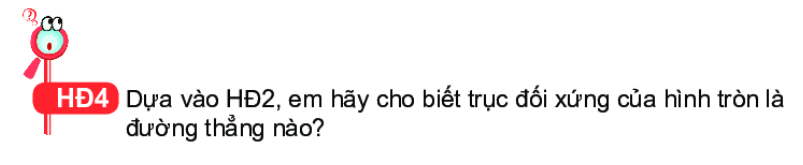 HĐ4 Dựa vào HĐ2, em hãy cho biết trục đối xứng của hình tròn là
đường thẳng nào?